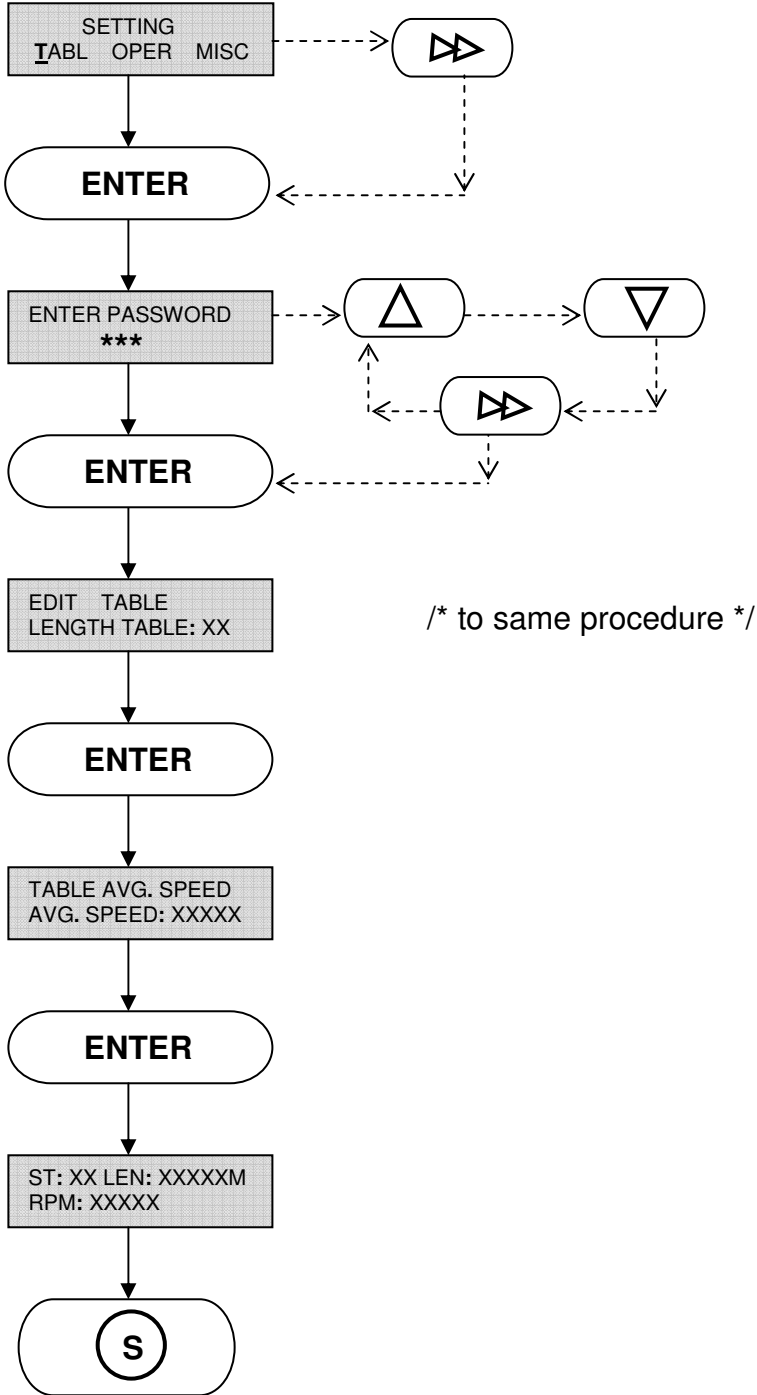 SETTING
TABL OPER MISC
ENTER
ENTER PASSWORD
***
ENTER
EDIT TABLE
LENGTH TABLE: XX
/* to same procedure */
ENTER
TABLE AVG. SPEED
AVG. SPEED: XXXXX
ENTER
ST: XX LEN: XXXXXM
RPM: XXXXX
S